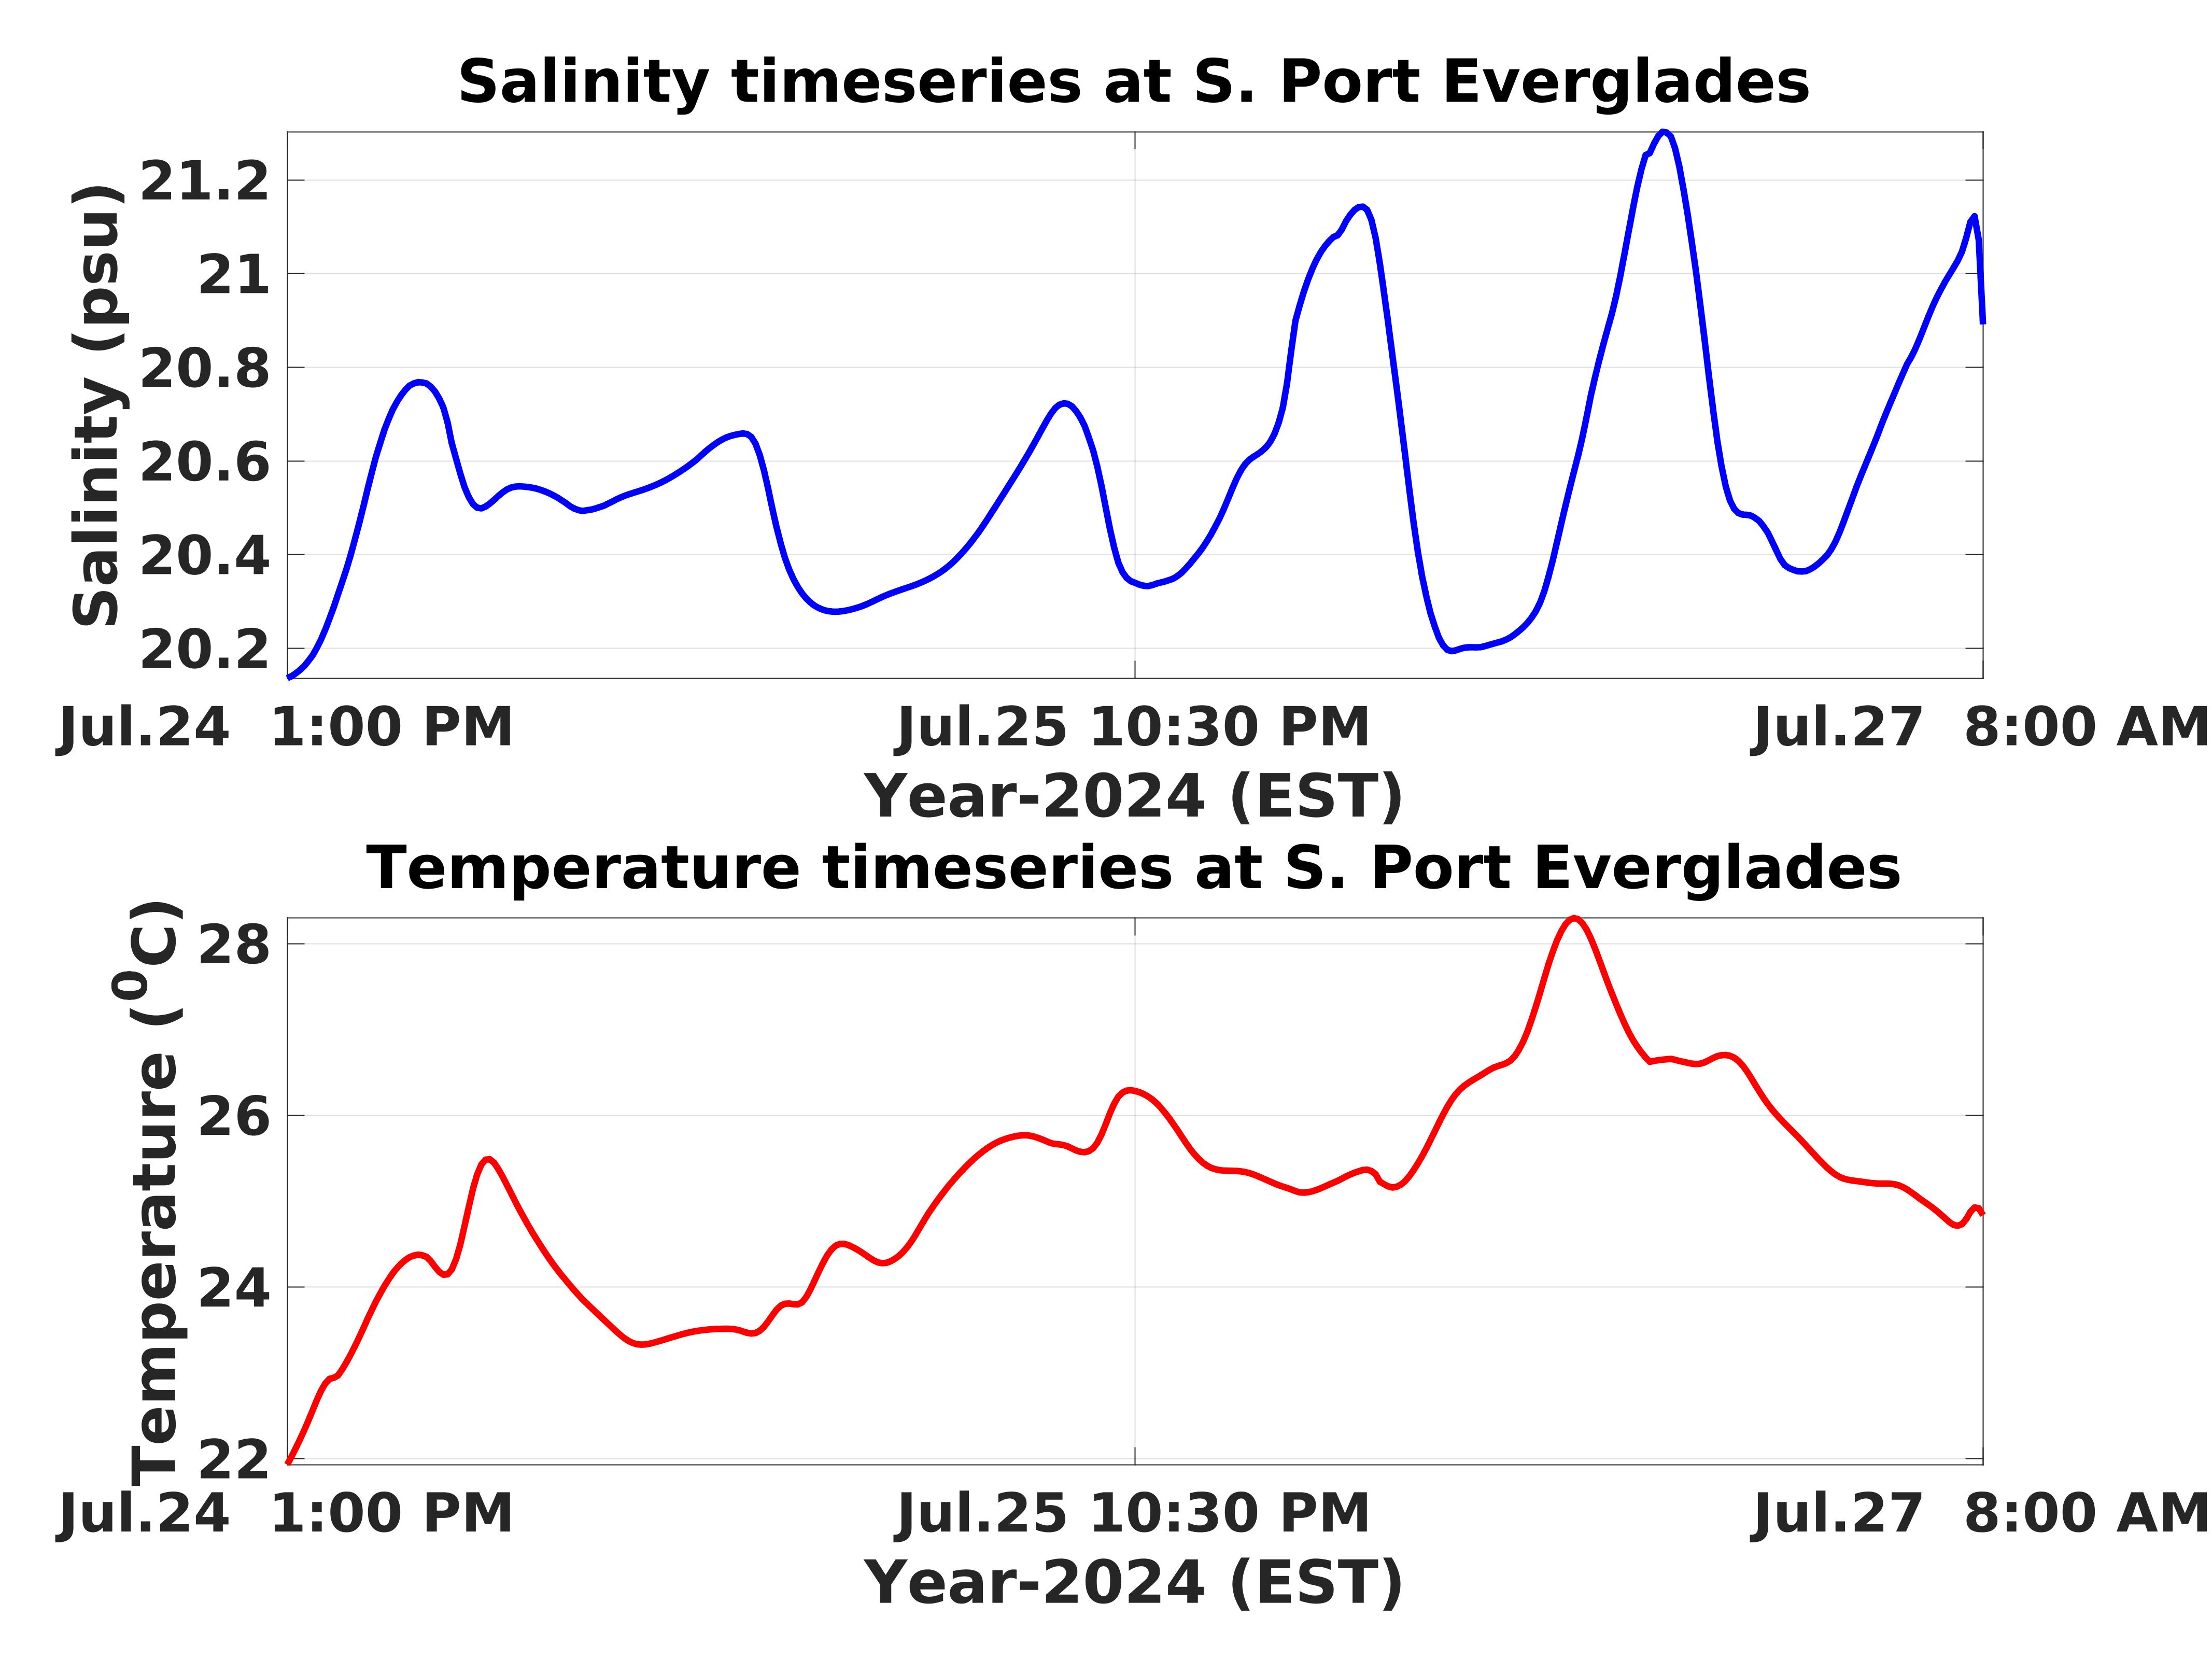 Salinity timeseries at S. Port Everglades
Salinity (psu)
21.2
21
20.8
20.6
20.4
20.2
Jul.24  1:00 PM
Jul.25 10:30 PM
Jul.27  8:00 AM
Year-2024 (EST)
Temperature timeseries at S. Port Everglades
Temperature (⁰C)
28
26
24
22
Jul.24  1:00 PM
Jul.25 10:30 PM
Jul.27  8:00 AM
Year-2024 (EST)